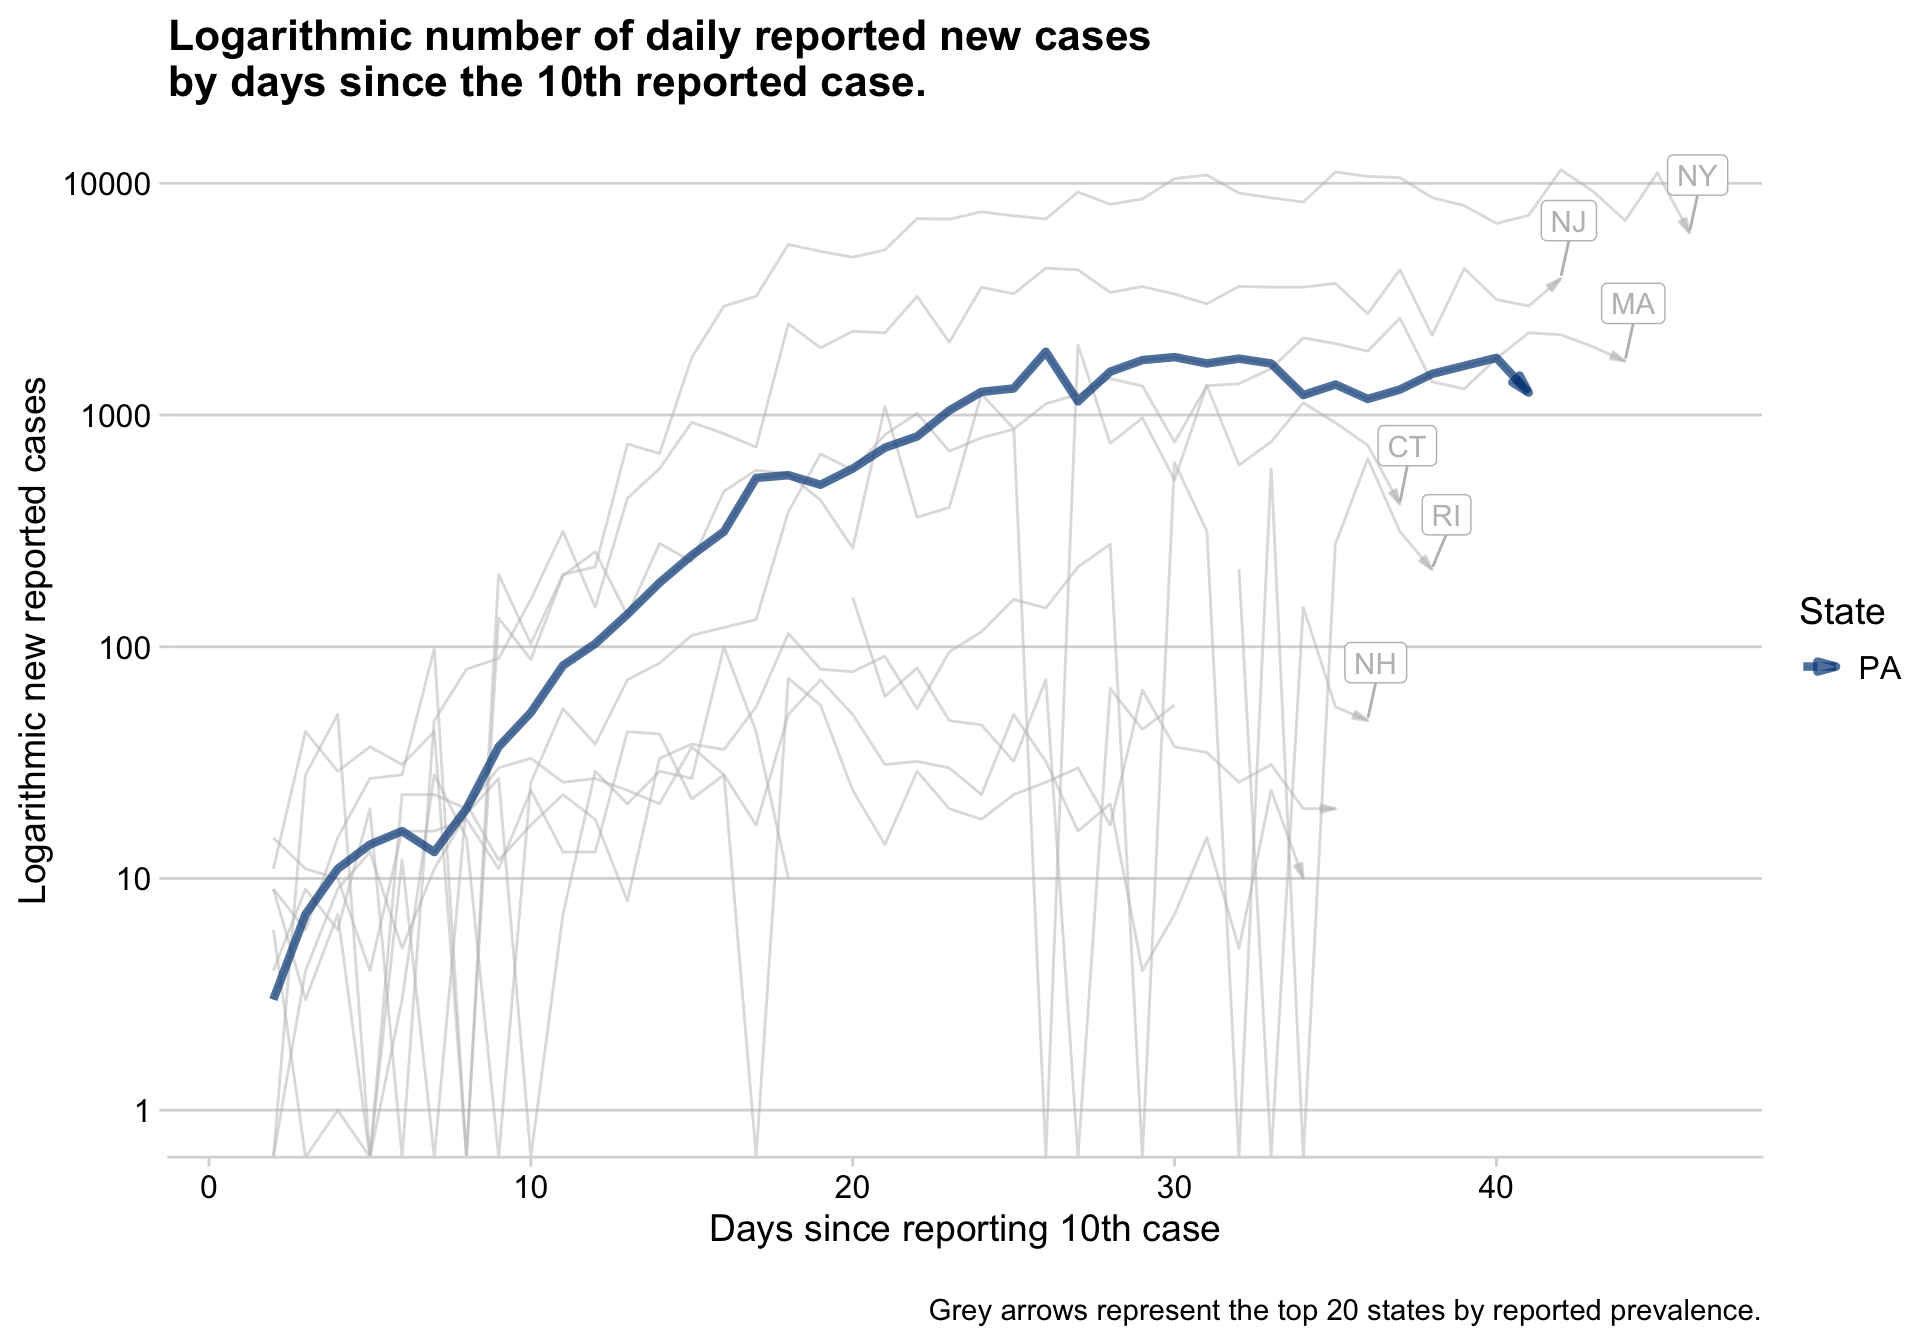 Logarithmic number of daily reported new cases
by days since the 10th reported case.
10000
1000
100
10
1
Logarithmic new reported cases
NY
NJ
MA
CT
RI
NH
State
PA
0
10
20
30
40
Days since reporting 10th case
Grey arrows represent the top 20 states by reported prevalence.